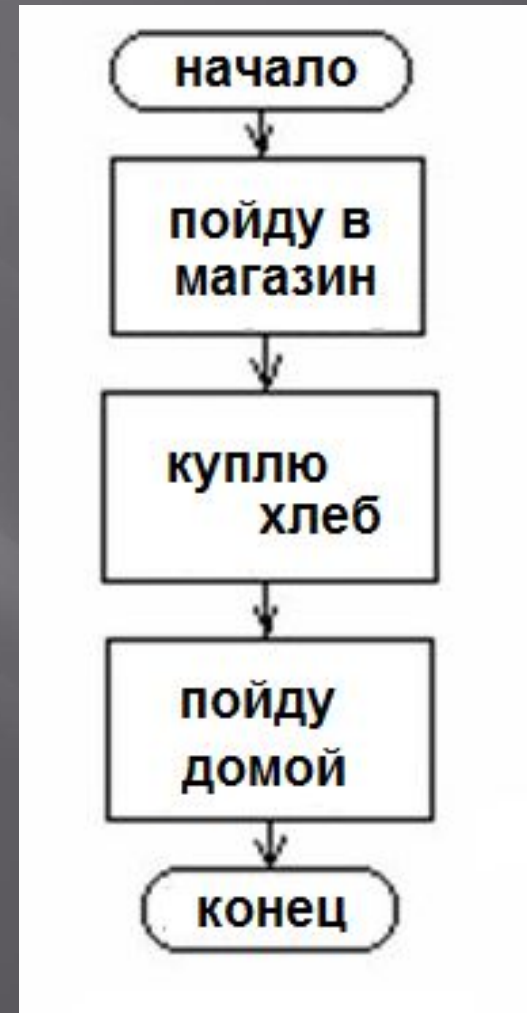 начало
пойду в
магазин
куплю
хлеб
пойду
домой
конец